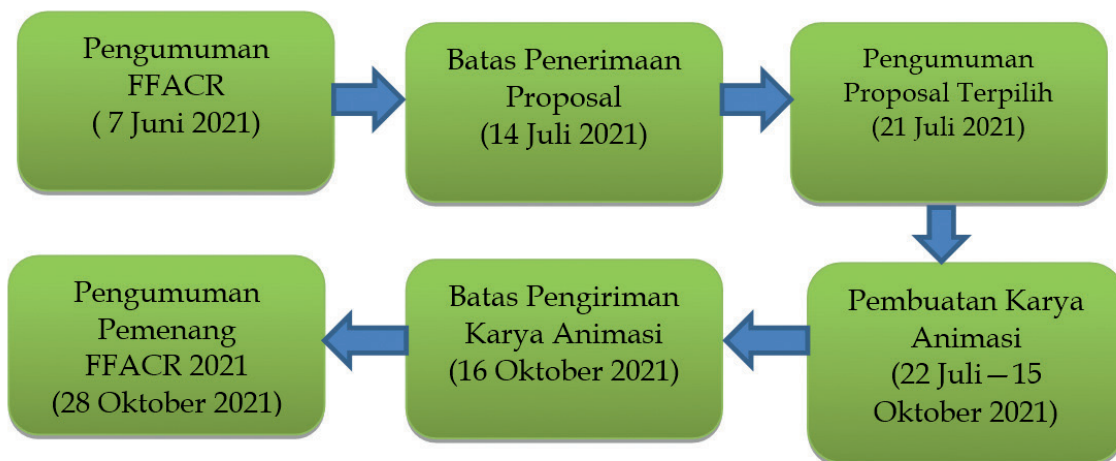 Pengumuman
FFACR
( 7 Juni 2021)
Batas Penerimaan
Proposal
(14 Juli 2021)
Pengumuman
Proposal Terpilih
(21 Juli 2021)
Pembuatan Karya
Animasi
(22 Juli—15
Oktober 2021)
Batas Pengiriman
Karya Animasi
(16 Oktober 2021)
Pengumuman
Pemenang
FFACR 2021
(28 Oktober 2021)